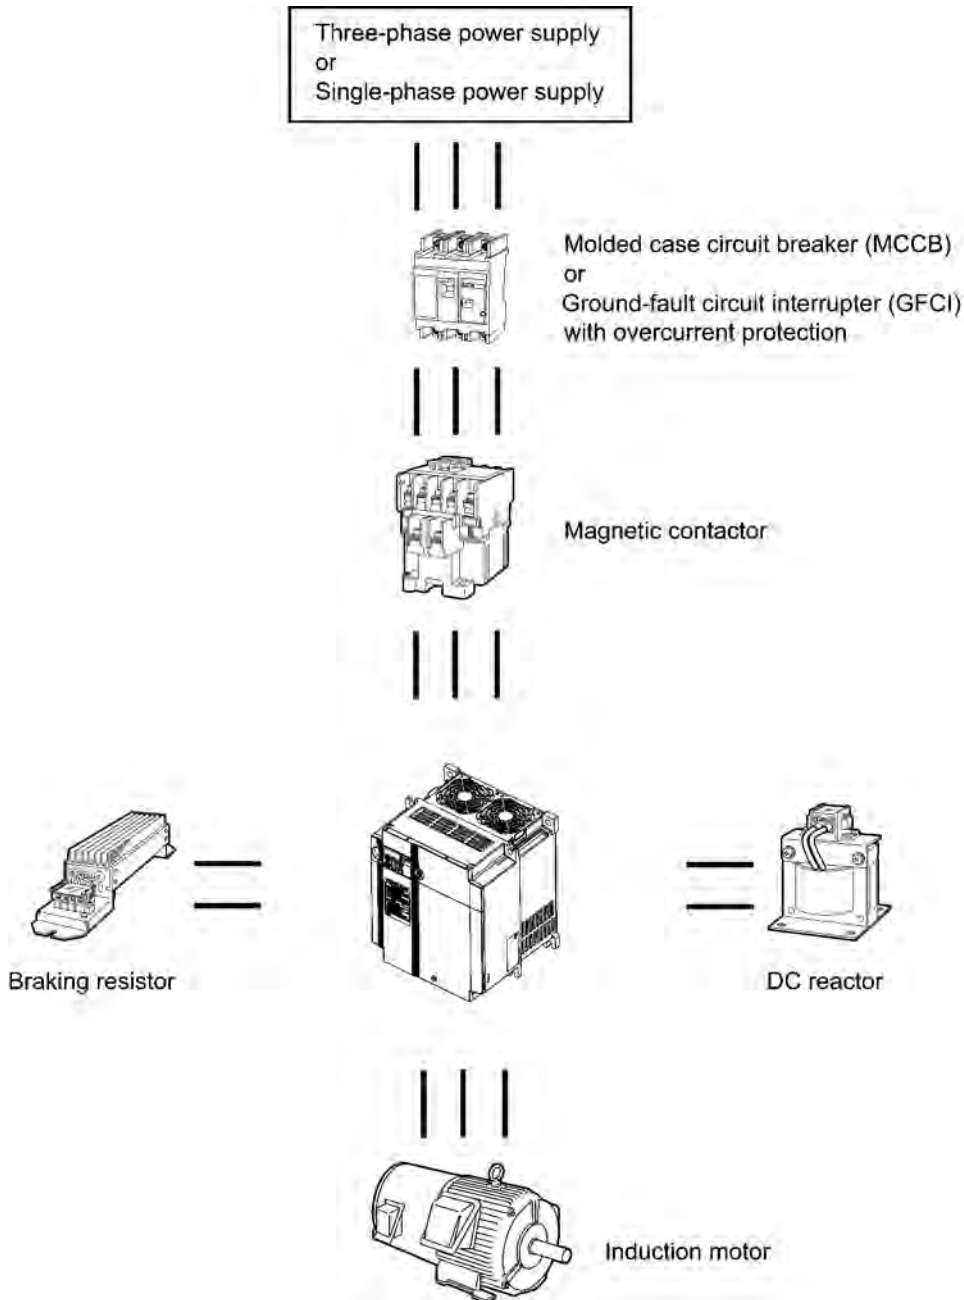 Three-phase power supply
or
Single-phase power supply
Molded case circuit breaker (MCCB)
or
Ground-fault circuit interrupter (GFCI)
with overcurrent protection
Magnetic contactor
Braking resistor
DC reactor
Induction motor